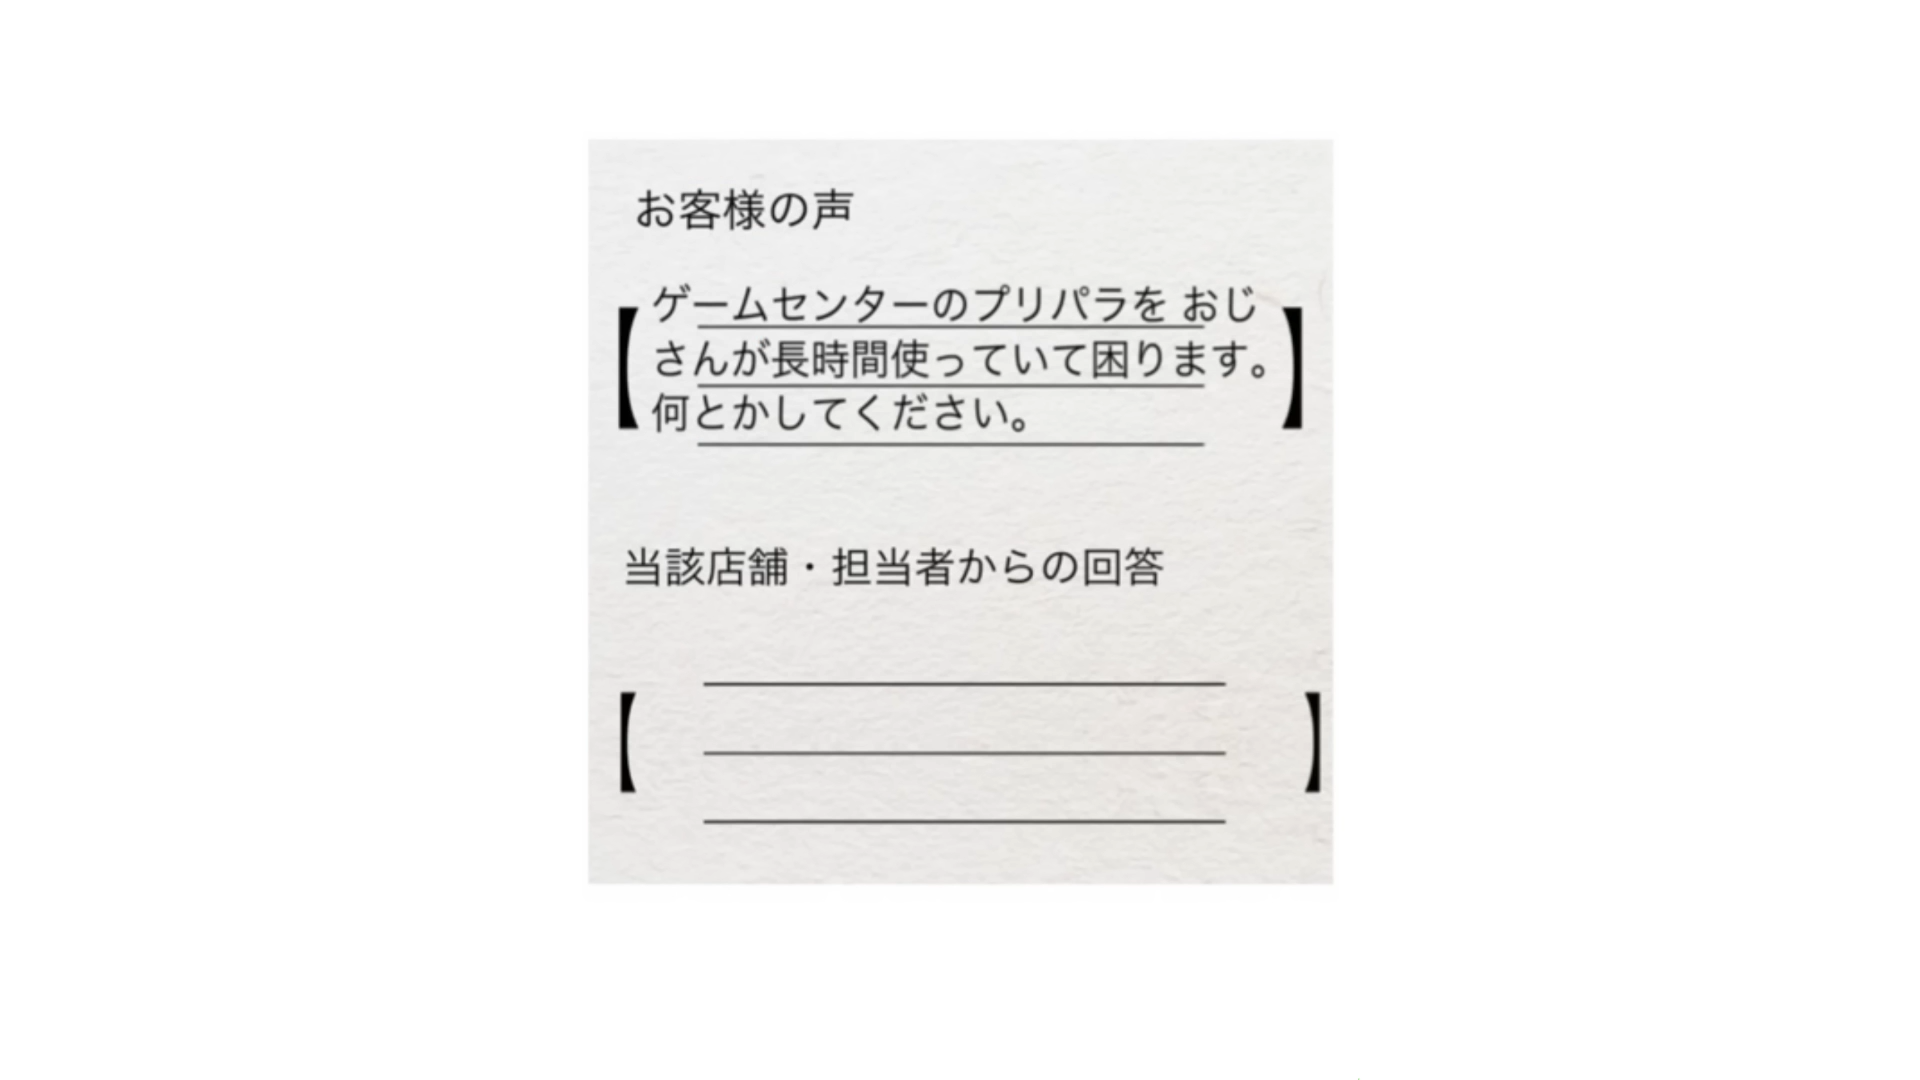 お客様の声
ゲームセンターのプリパラを おじ
さんが長時間使っていて困ります。
何とかしてください。
当該店舗・担当者からの回答
【 】